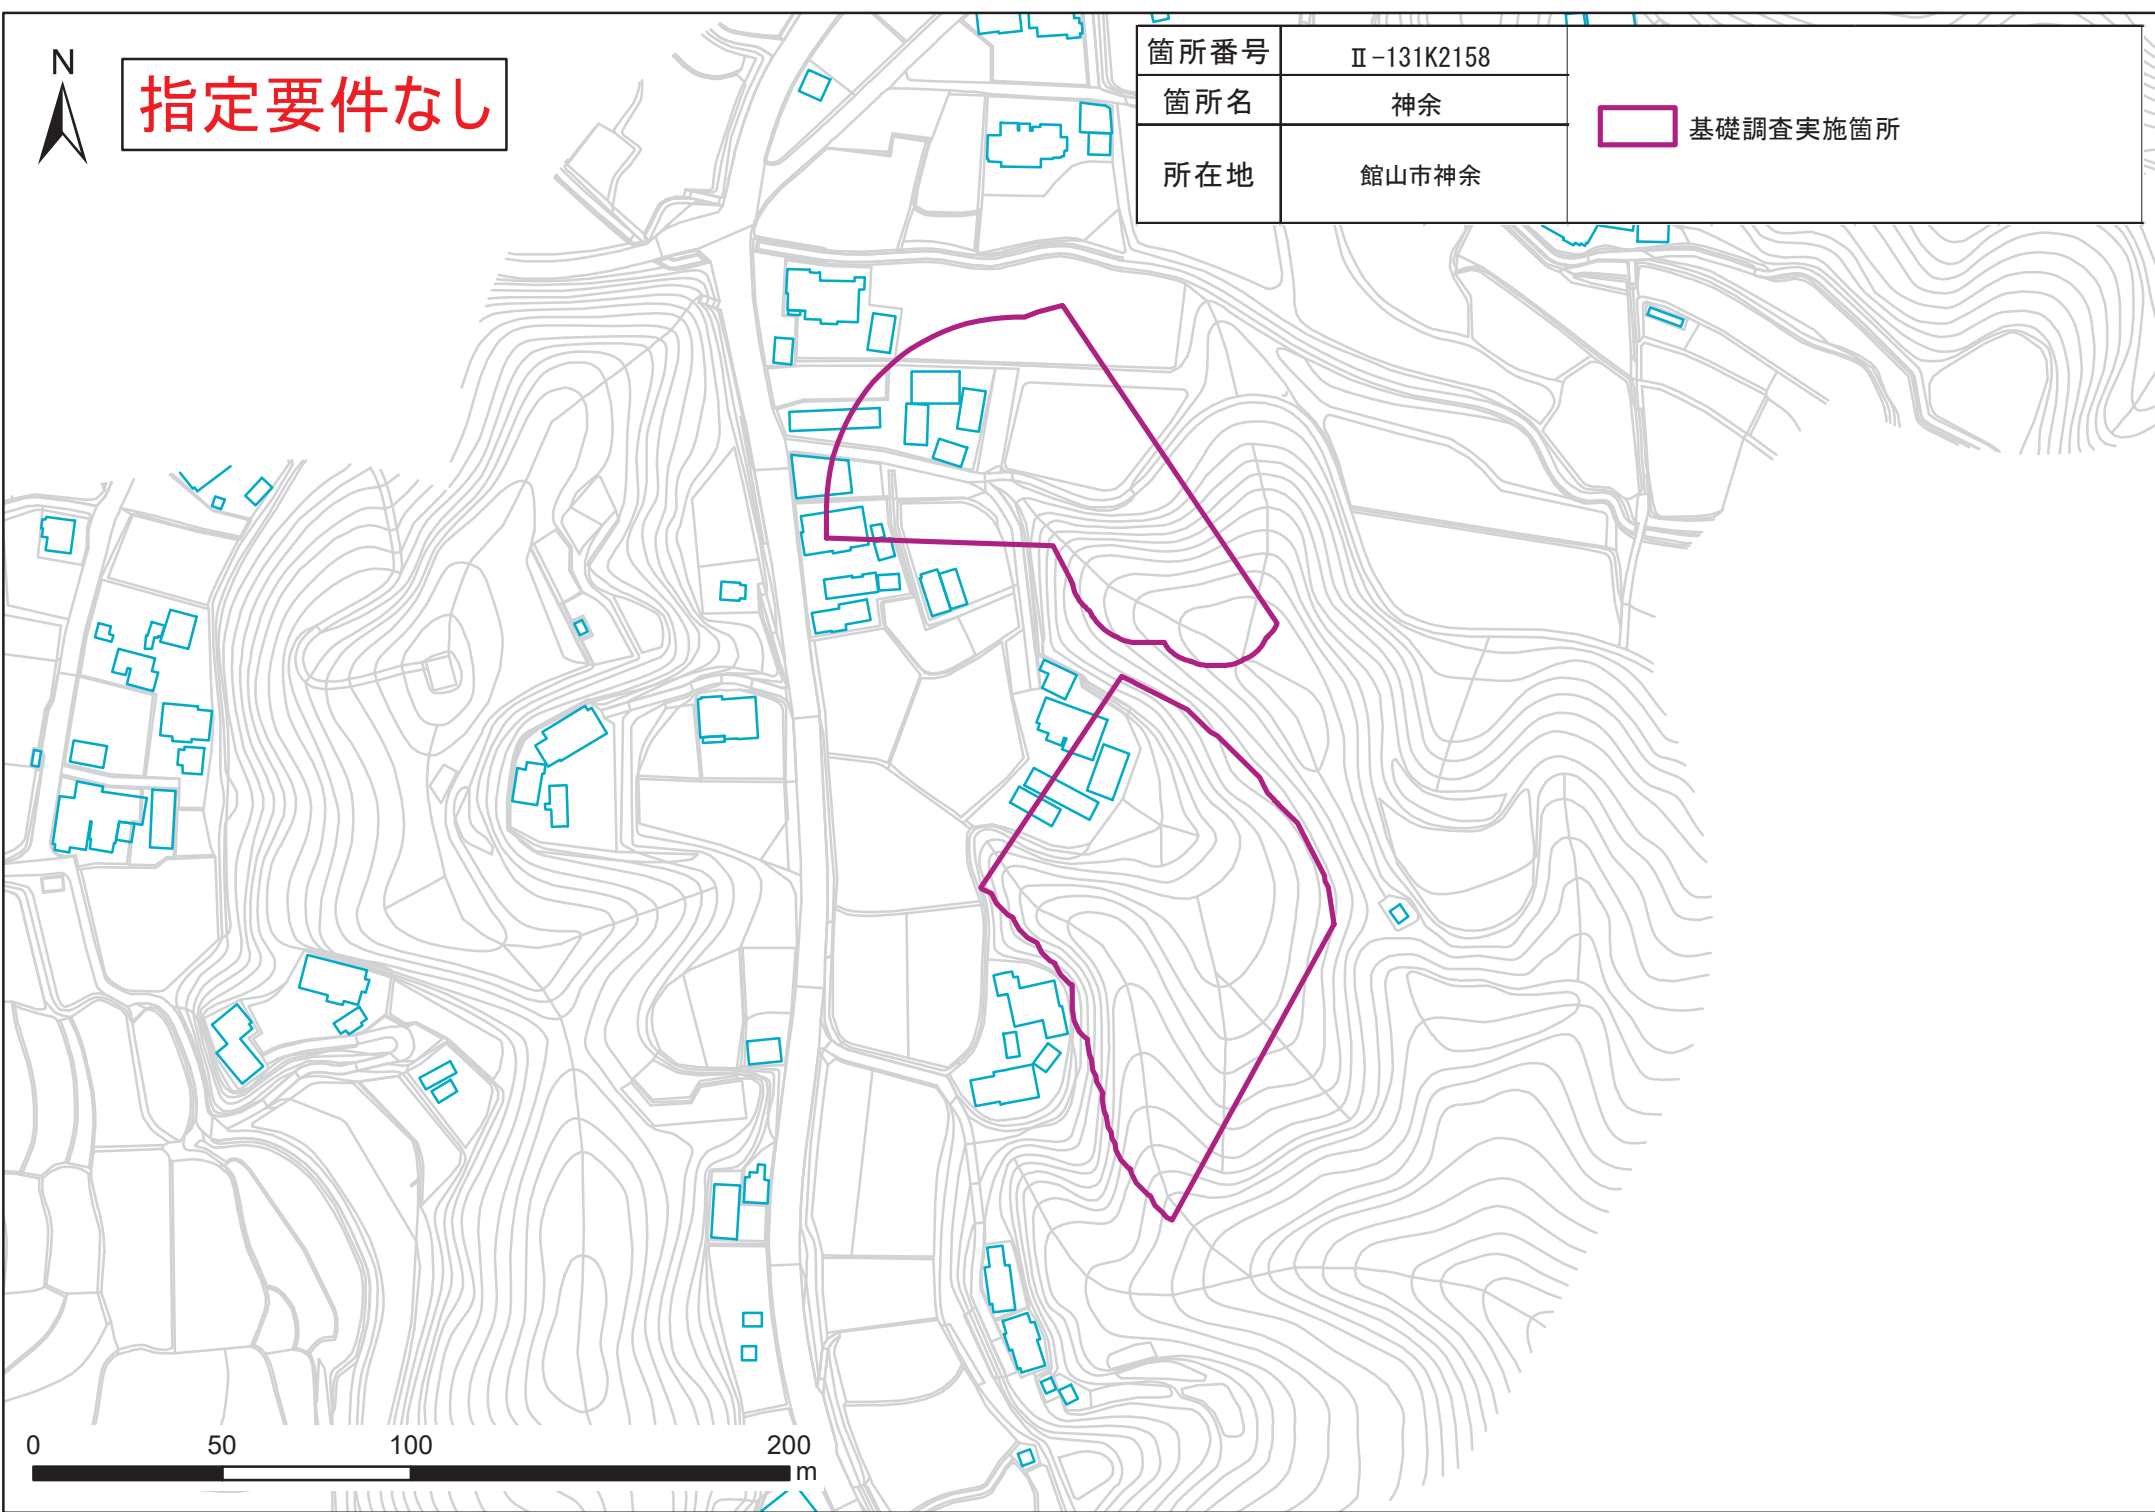 N
指定要件なし
箇所番号 Ⅱ-131K2158
箇所名 神余
所在地 館山市神余
基礎調査実施箇所
0 50 100 200
m